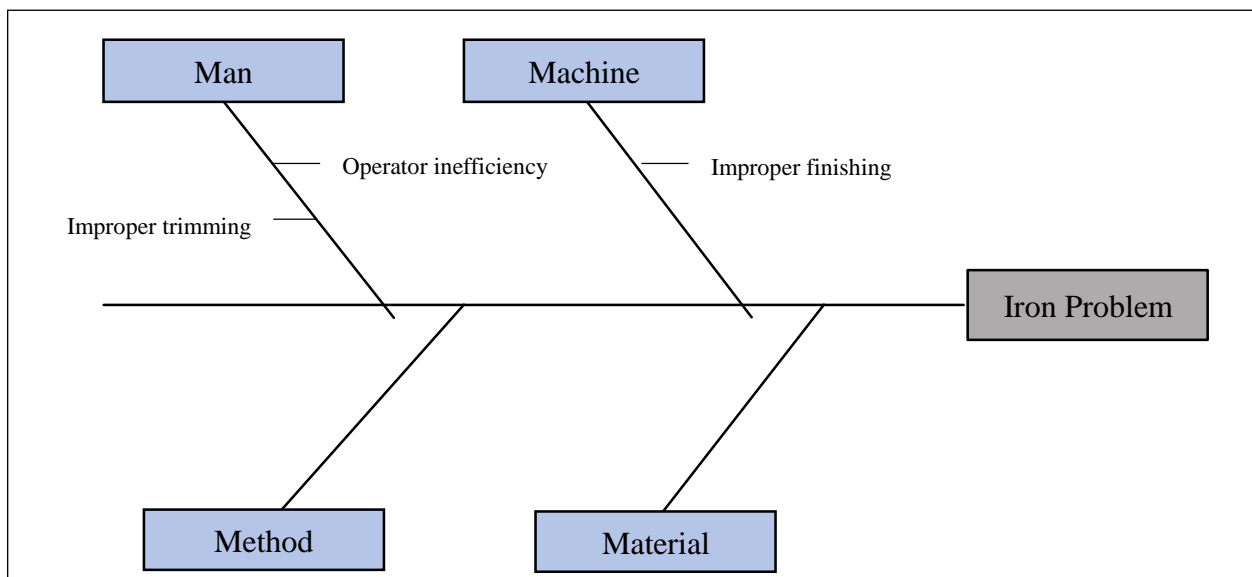 Man
Machine
Operator inefficiency
Improper finishing
Improper trimming
Iron Problem
Method
Material